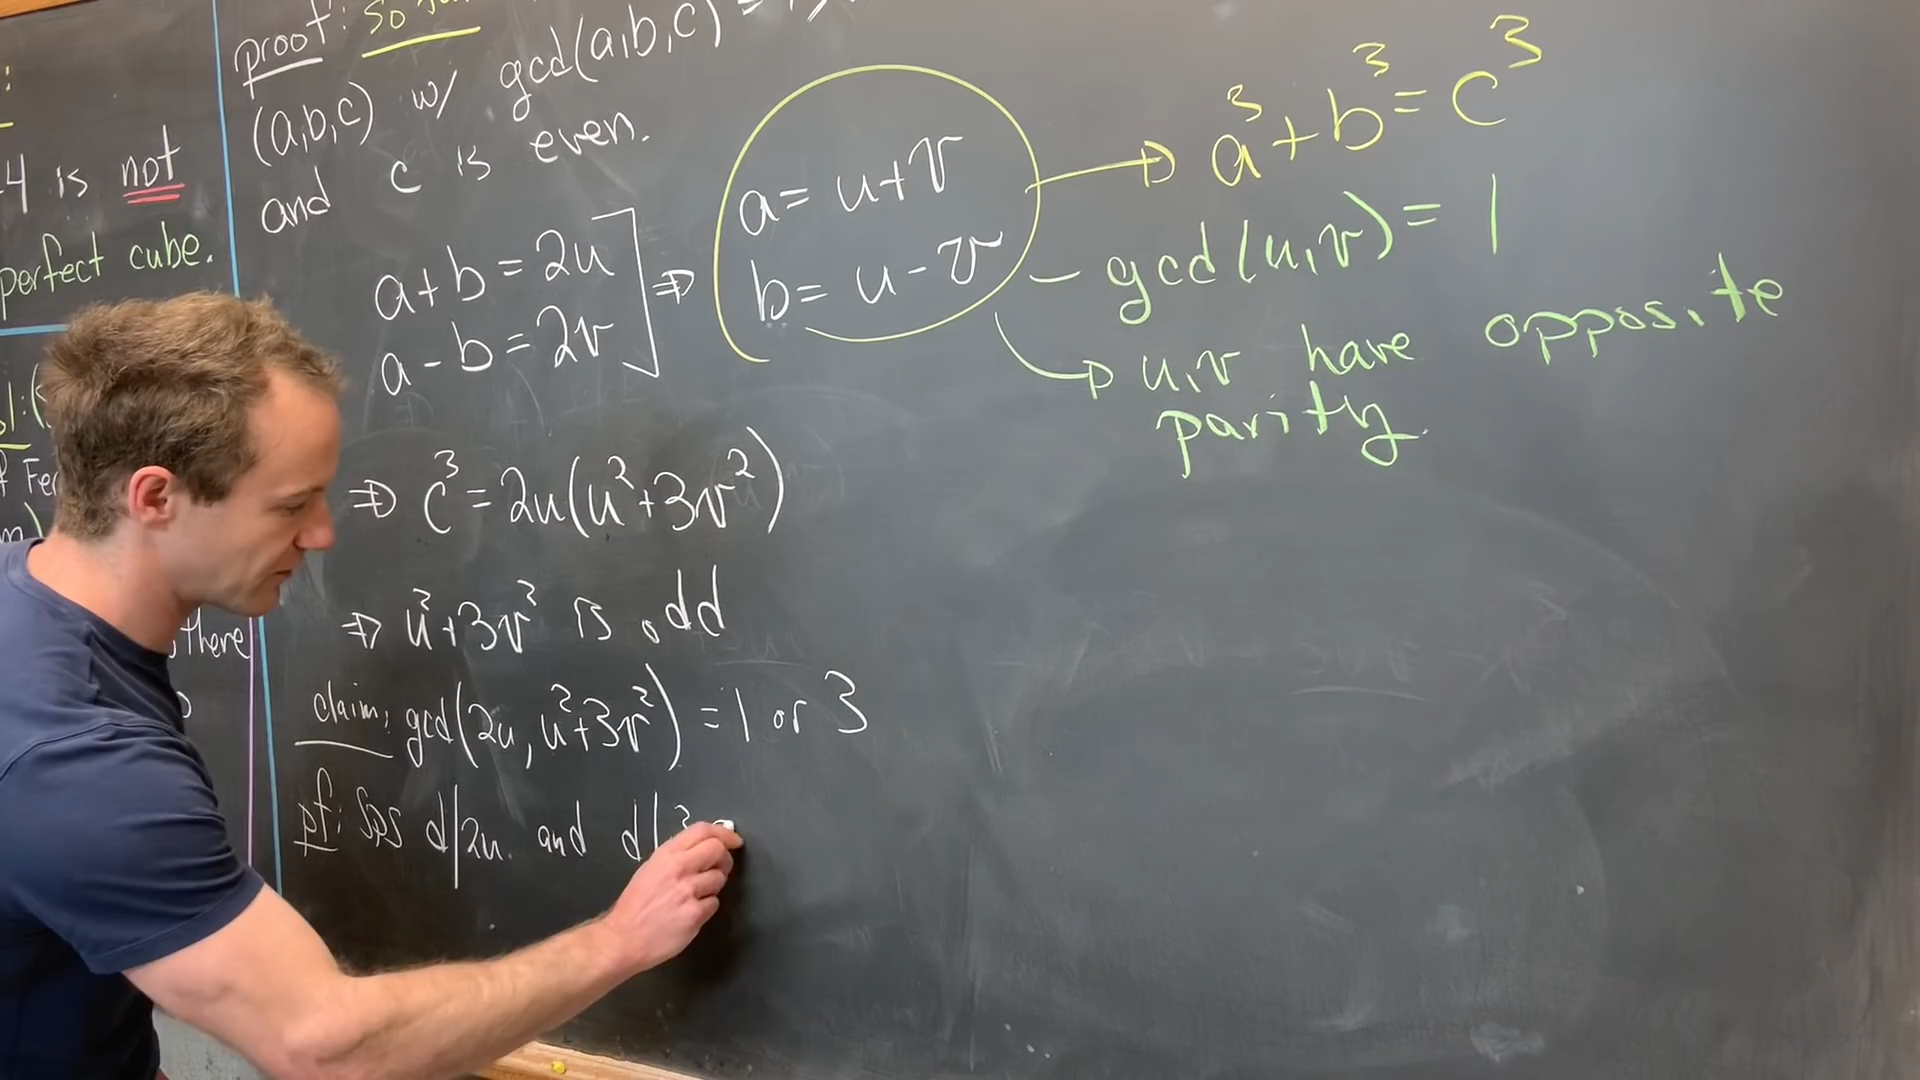 :
4 is not
perfect cube.
there
proof: so
(a,b,c) w/ gcd(a,b,c) = 1,
and c is even.
a+b = 2u
a-b = 2v
⇒
a = u+v
b = u-v
⇒ c³ = 2u(u²+3v²)
⇒ u²+3v² is odd
claim: gcd(2u, u²+3v²) = 1 or 3
pf: Sps d|2u and d|
a³+b³=c³
- gcd(u,v) = 1
u,v have opposite
parity.